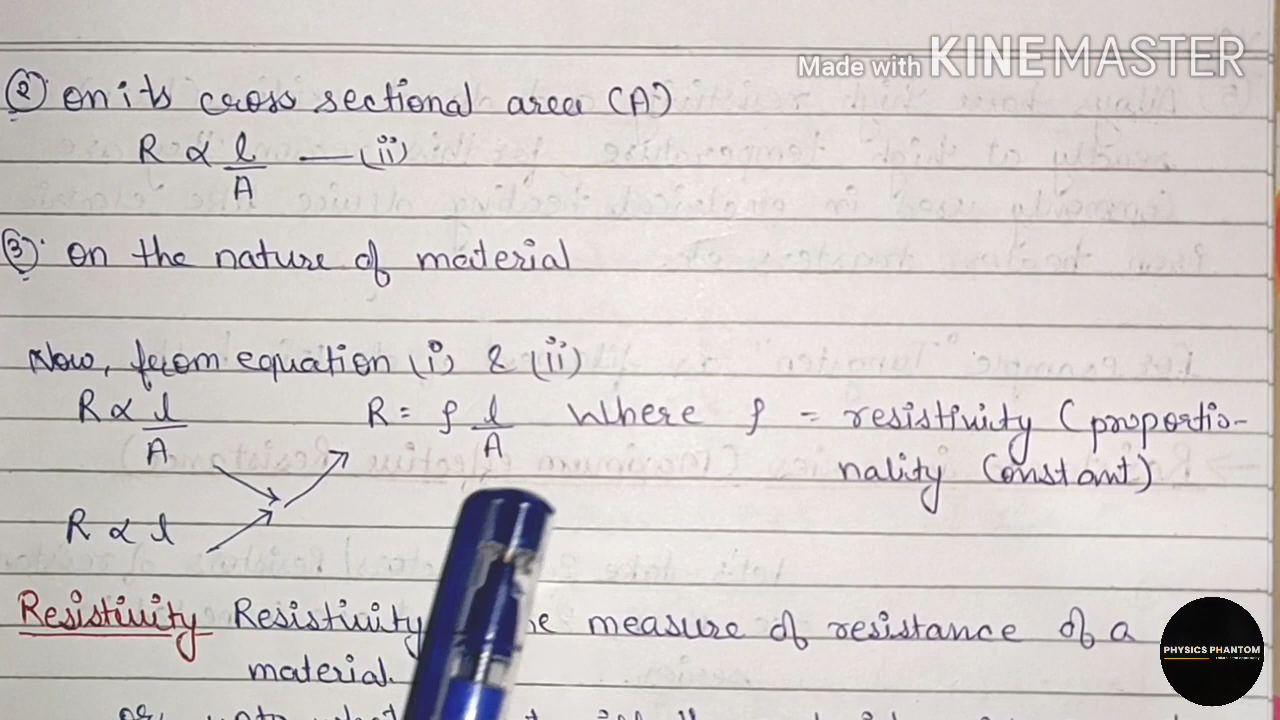 Made with KINEMASTER
② on its cross sectional area (A)
R ∝ l/A —(ii)
③ on the nature of material
Now, from equation (i) & (ii)
R ∝ l/A R = ρ l/A Where ρ = resistivity (proportio-
nality Constant)
R ∝ l
Resistivity Resistivity measure of resistance of a
material.
PHYSICS PHANTOM